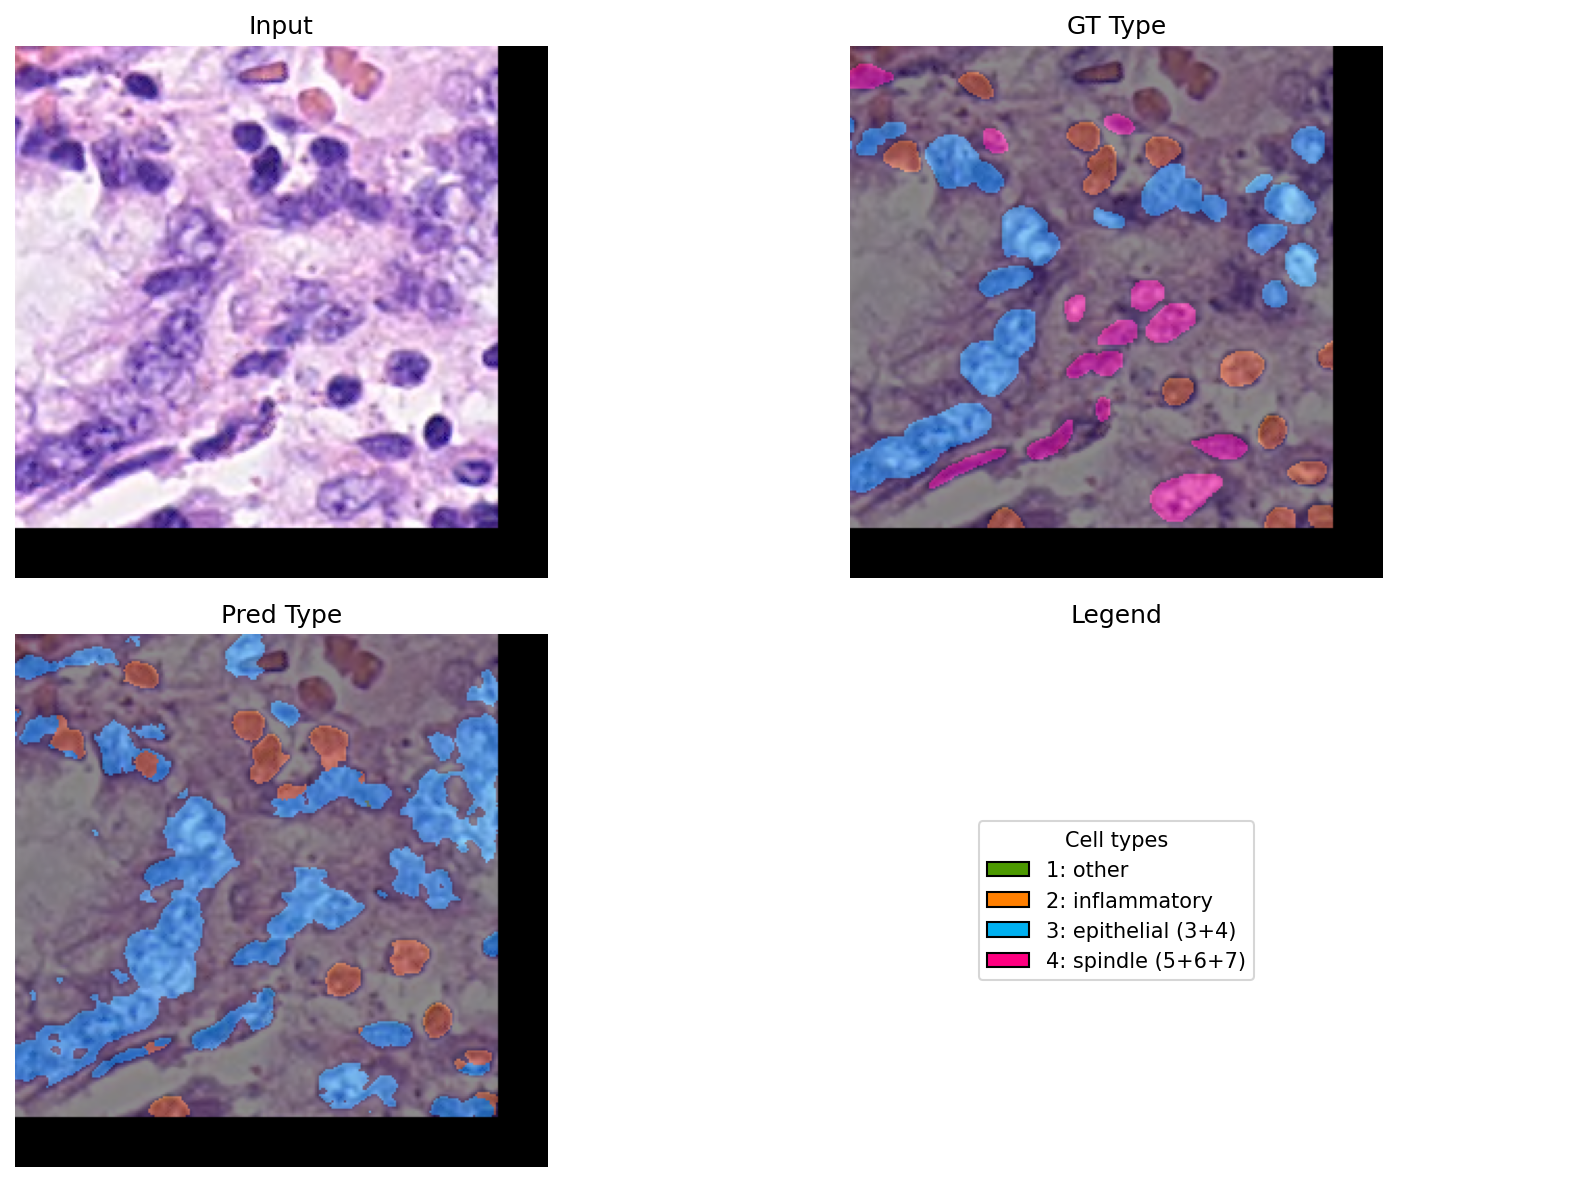 Input
GT Type
Pred Type
Legend
Cell types
1: other
2: inflammatory
3: epithelial (3+4)
4: spindle (5+6+7)